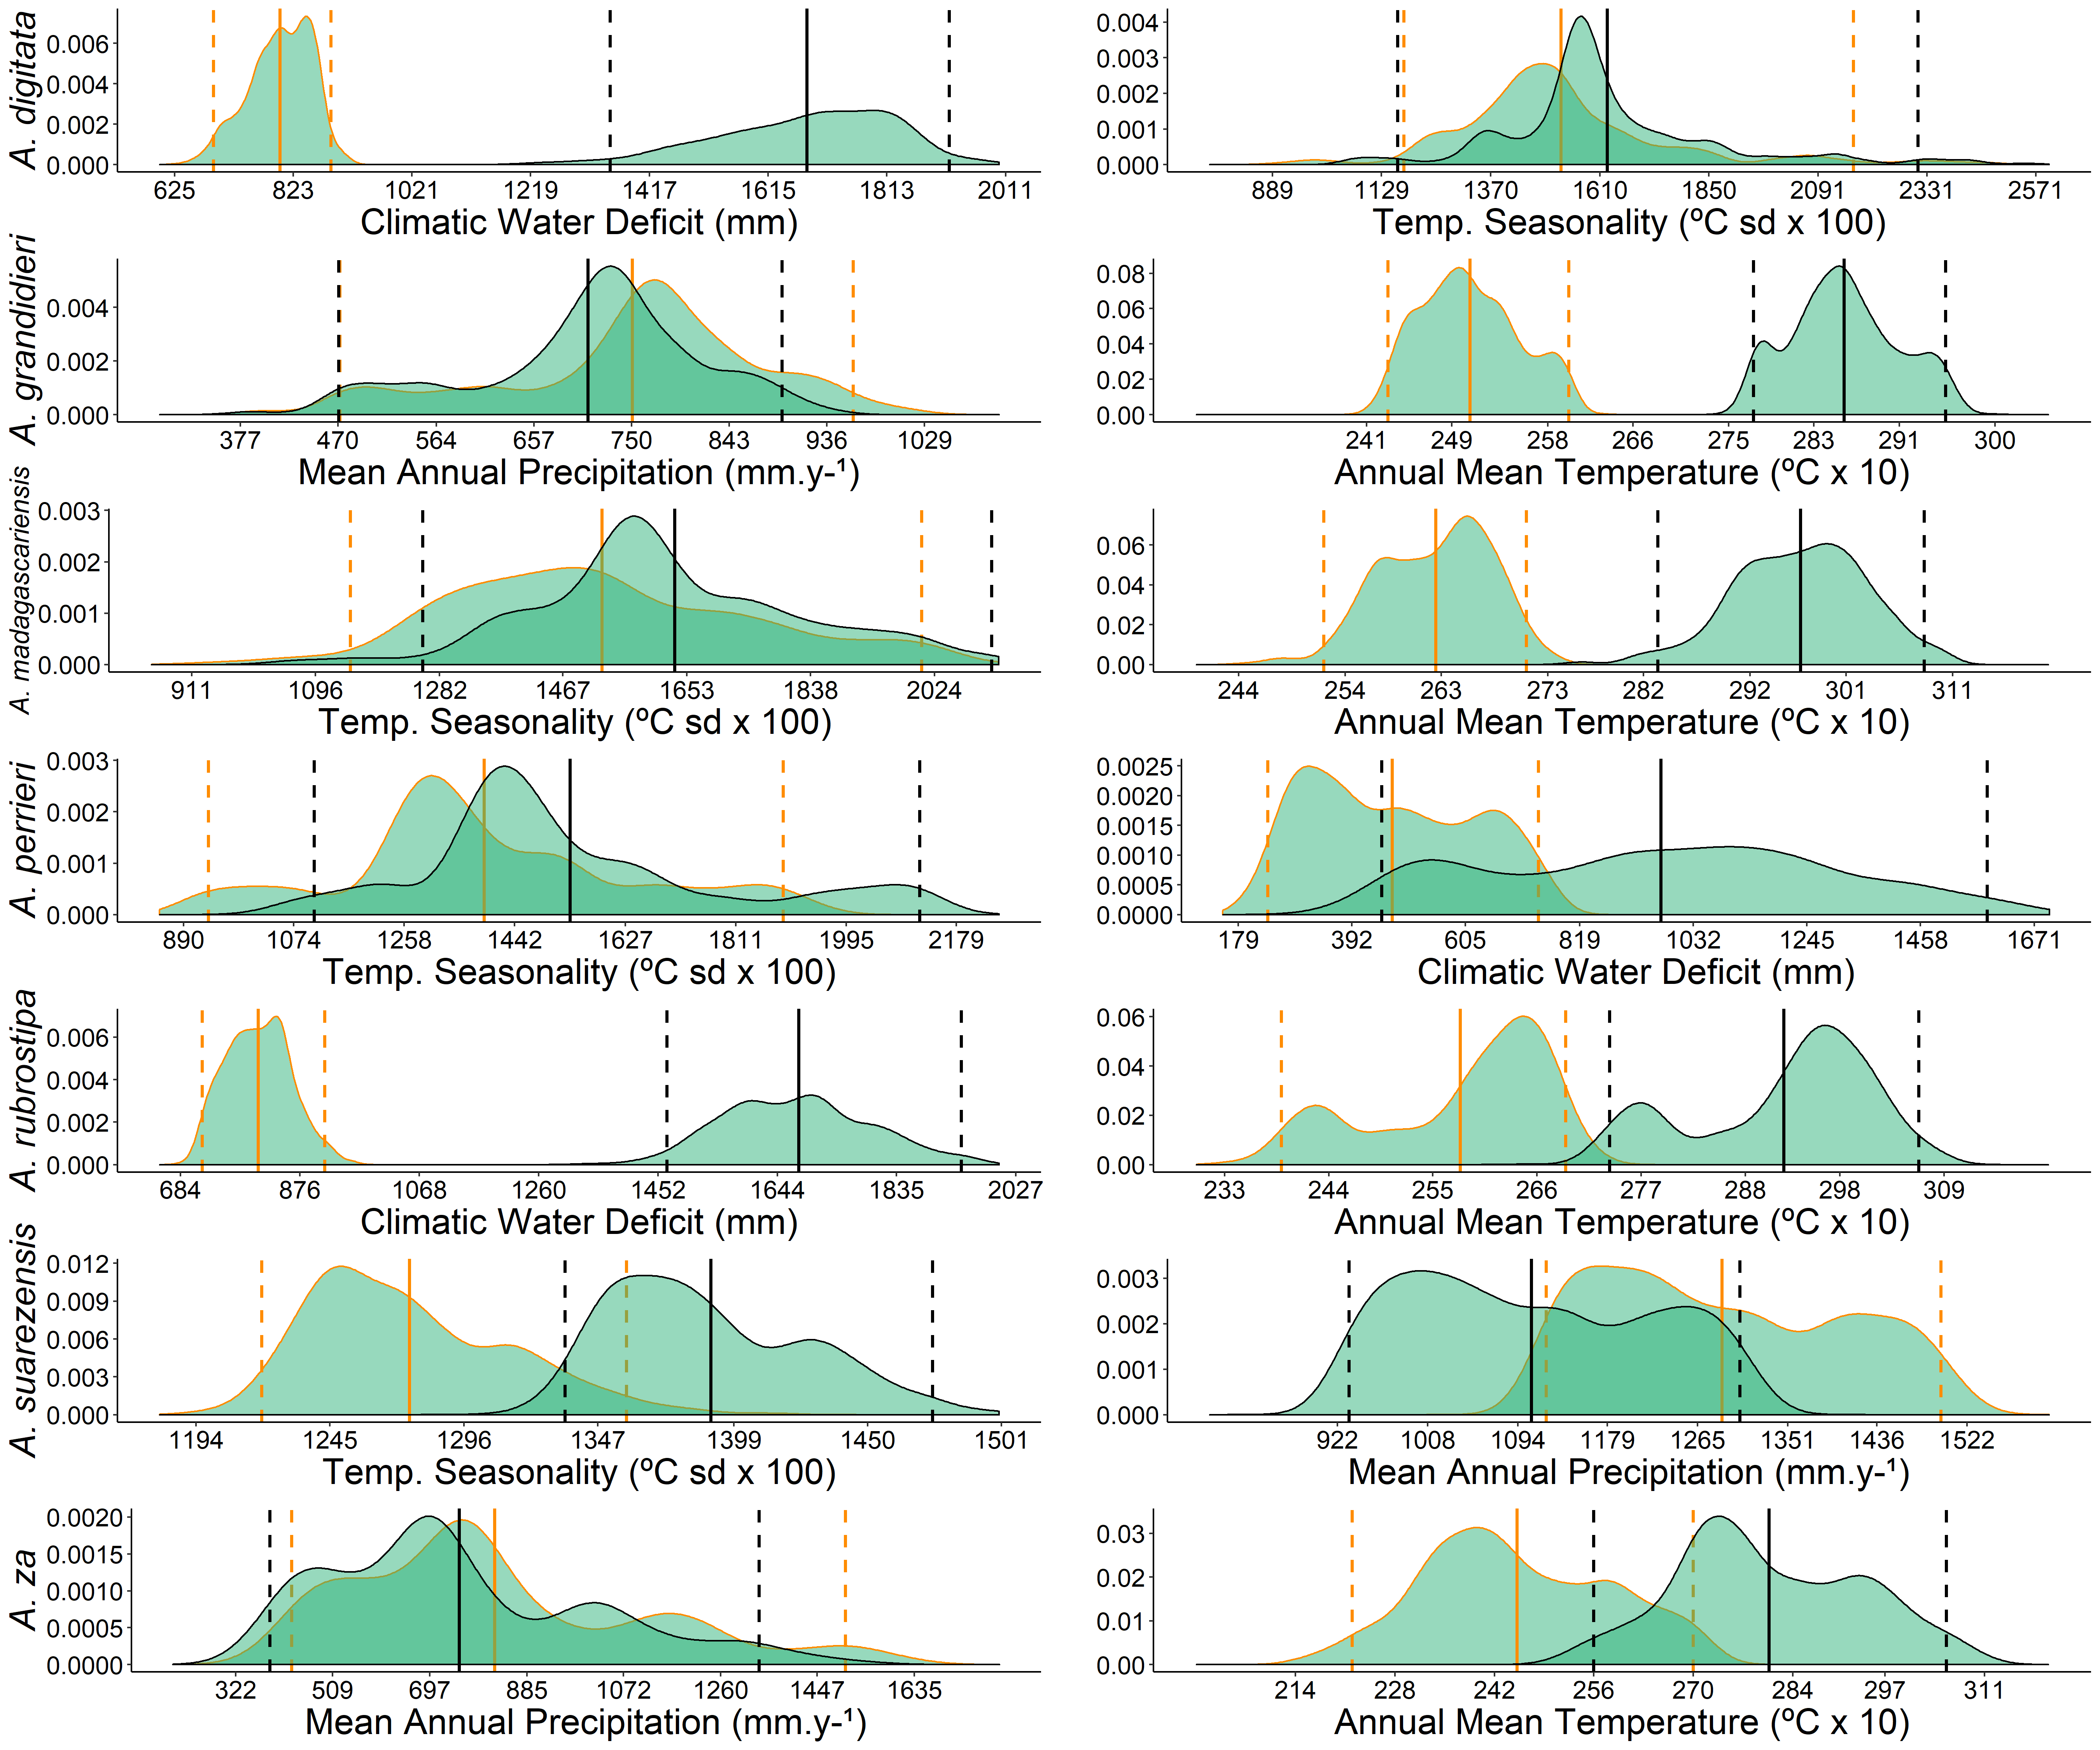 A. digitata
0.006
0.004
0.002
0.000
625 823 1021 1219 1417 1615 1813 2011
Climatic Water Deficit (mm)
0.004
0.003
0.002
0.001
0.000
889 1129 1370 1610 1850 2091 2331 2571
Temp. Seasonality (ºC sd x 100)
A. grandidieri
0.004
0.002
0.000
377 470 564 657 750 843 936 1029
Mean Annual Precipitation (mm.y-¹)
0.08
0.06
0.04
0.02
0.00
241 249 258 266 275 283 291 300
Annual Mean Temperature (ºC x 10)
A. madagascariensis
0.003
0.002
0.001
0.000
911 1096 1282 1467 1653 1838 2024
Temp. Seasonality (ºC sd x 100)
0.06
0.04
0.02
0.00
244 254 263 273 282 292 301 311
Annual Mean Temperature (ºC x 10)
A. perrieri
0.003
0.002
0.001
0.000
890 1074 1258 1442 1627 1811 1995 2179
Temp. Seasonality (ºC sd x 100)
0.0025
0.0020
0.0015
0.0010
0.0005
0.0000
179 392 605 819 1032 1245 1458 1671
Climatic Water Deficit (mm)
A. rubrostipa
0.006
0.004
0.002
0.000
684 876 1068 1260 1452 1644 1835 2027
Climatic Water Deficit (mm)
0.06
0.04
0.02
0.00
233 244 255 266 277 288 298 309
Annual Mean Temperature (ºC x 10)
A. suarezensis
0.012
0.009
0.006
0.003
0.000
1194 1245 1296 1347 1399 1450 1501
Temp. Seasonality (ºC sd x 100)
0.003
0.002
0.001
0.000
922 1008 1094 1179 1265 1351 1436 1522
Mean Annual Precipitation (mm.y-¹)
A. za
0.0020
0.0015
0.0010
0.0005
0.0000
322 509 697 885 1072 1260 1447 1635
Mean Annual Precipitation (mm.y-¹)
0.03
0.02
0.01
0.00
214 228 242 256 270 284 297 311
Annual Mean Temperature (ºC x 10)